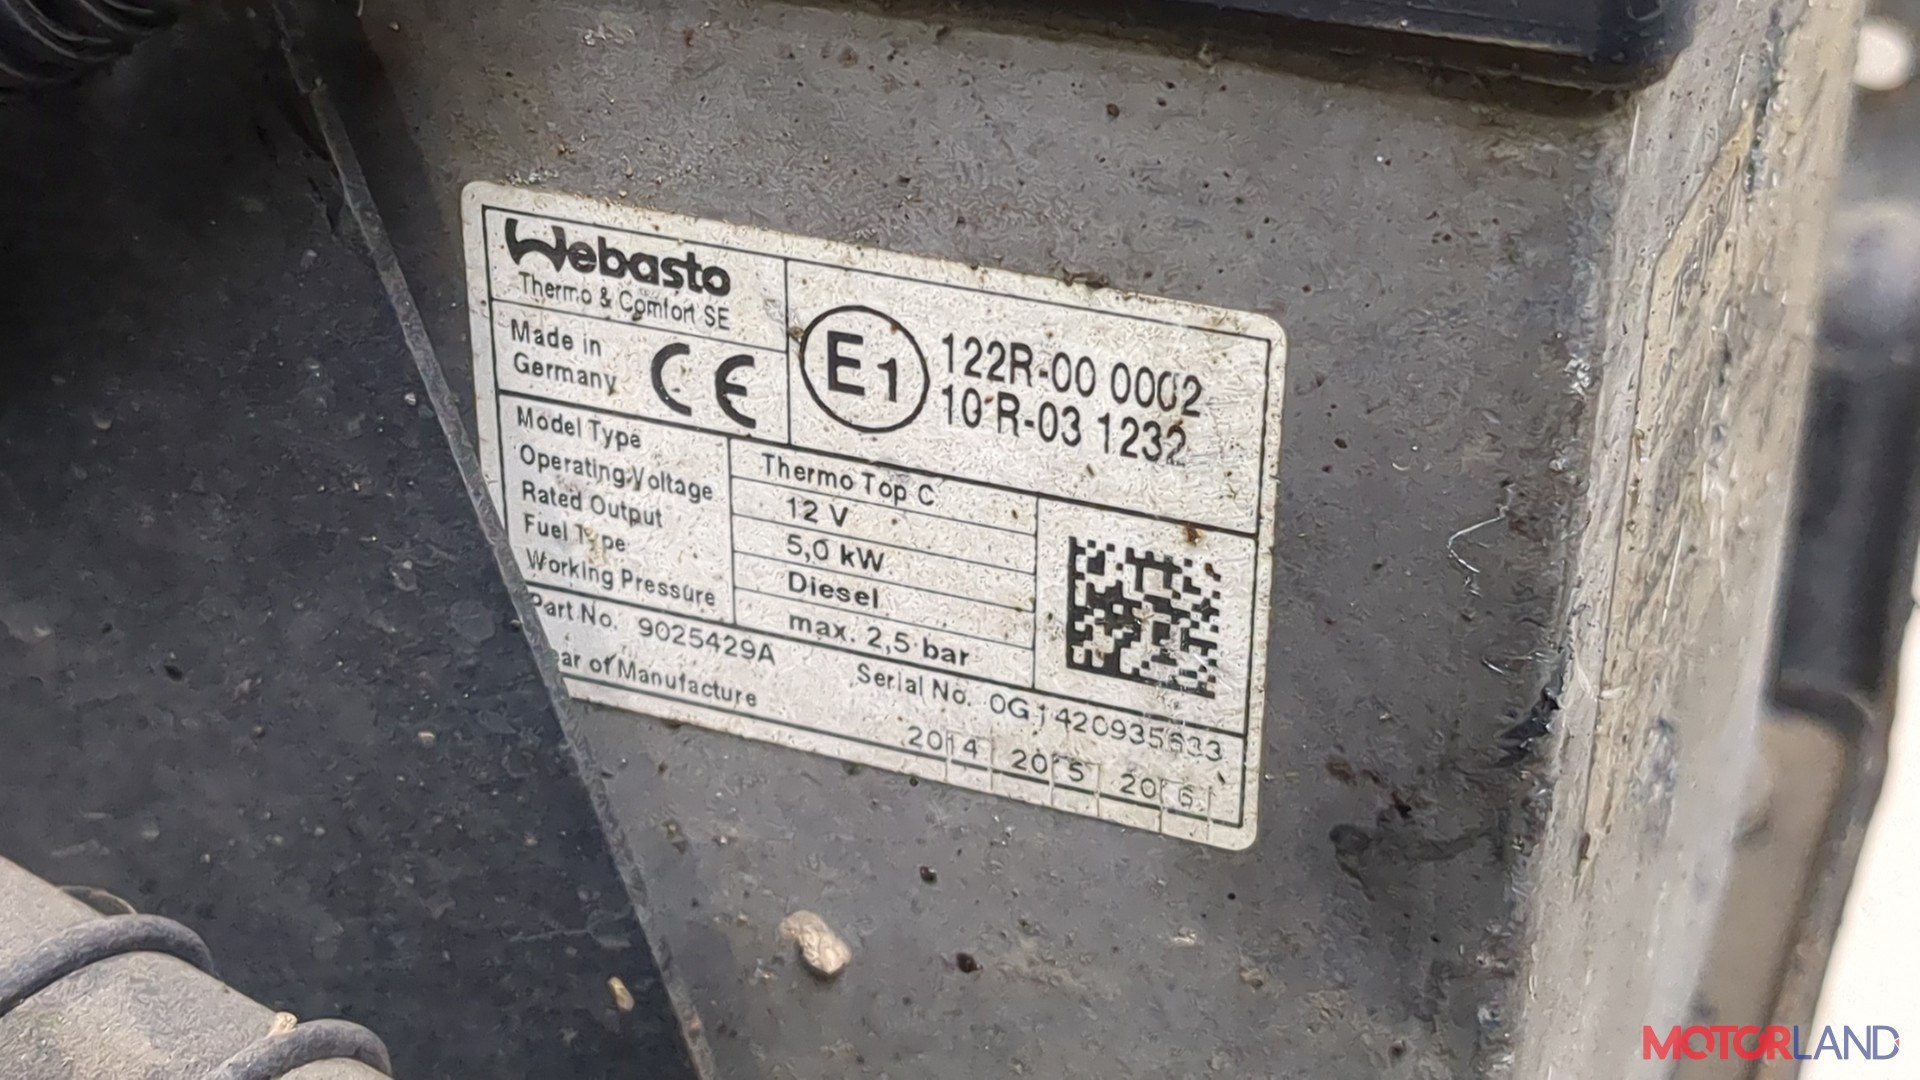 Webasto
Thermo & Comfort SE
Made in
Germany
CE
E1
122R-00 0002
10 R-03 1232
Model Type Thermo Top C
Operating Voltage 12 V
Rated Output 5,0 kW
Fuel Type Diesel
Working Pressure max. 2,5 bar
Part No. 9025429A Serial No.
ar of Manufacture 2014 2015 2016
MOTORLAND